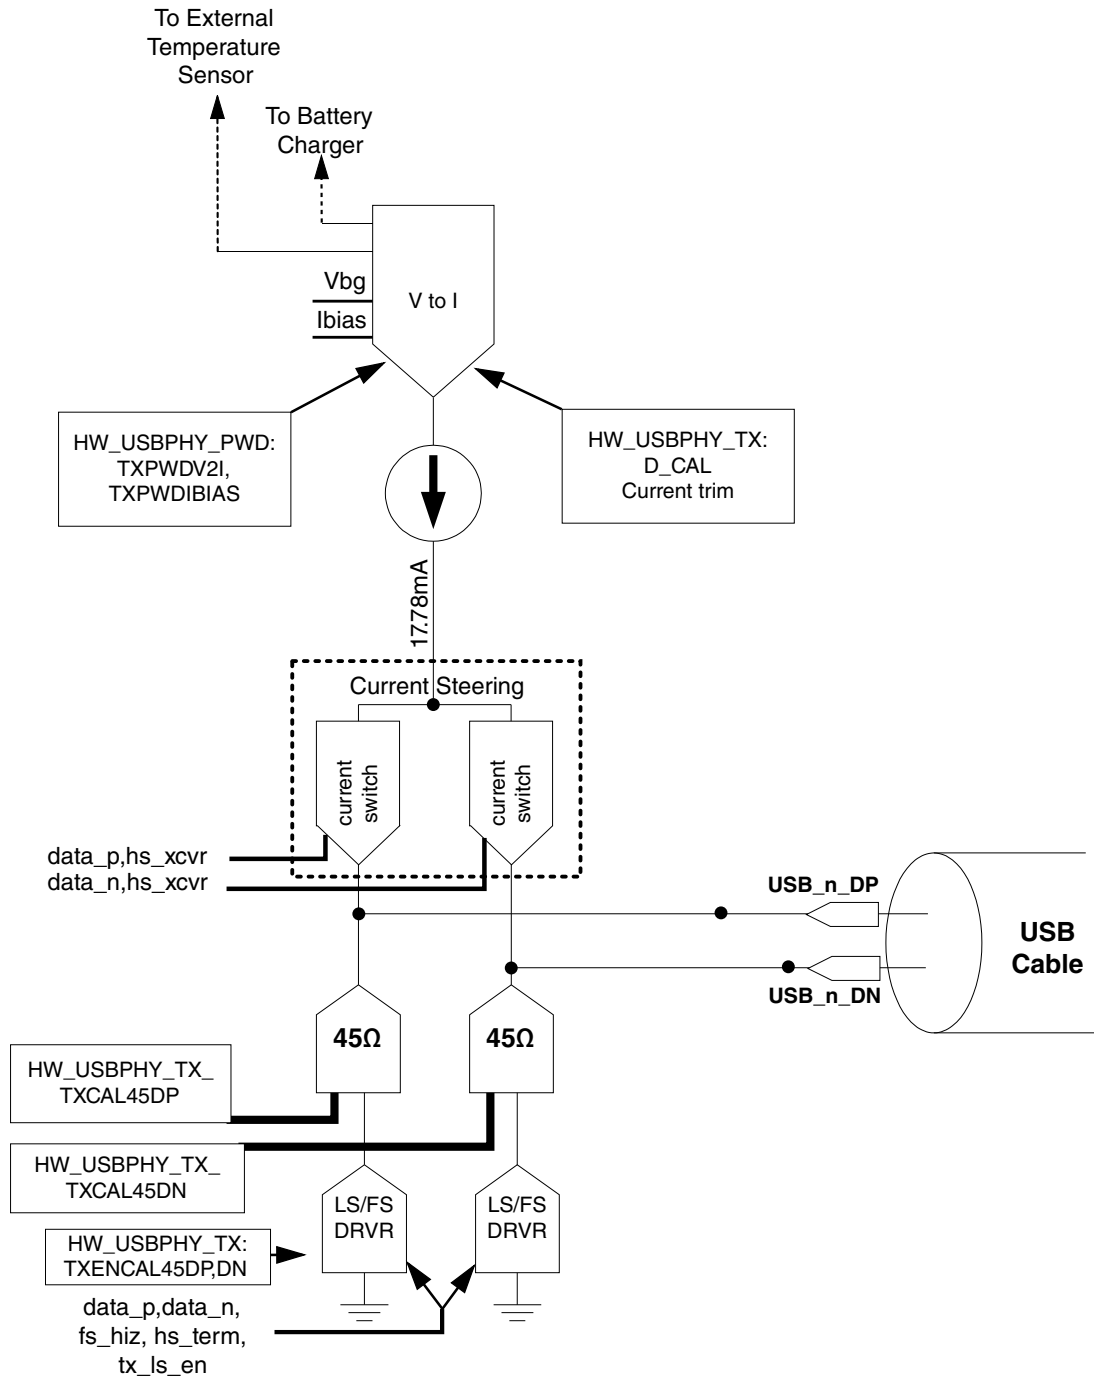 To External
Temperature
Sensor
To Battery
Charger
Vbg
V to I
Ibias
HW_USBPHY_PWD:
TXPWDV2I,
TXPWDIBIAS
HW_USBPHY_TX:
D_CAL
Current trim
17.78mA
Current Steering
current
switch
current
switch
data_p,hs_xcvr
data_n,hs_xcvr
USB_n_DP
USB
Cable
USB_n_DN
45Ω
45Ω
HW_USBPHY_TX_
TXCAL45DP
HW_USBPHY_TX_
TXCAL45DN
LS/FS
DRVR
LS/FS
DRVR
HW_USBPHY_TX:
TXENCAL45DP,DN
data_p,data_n,
fs_hiz, hs_term,
tx_ls_en